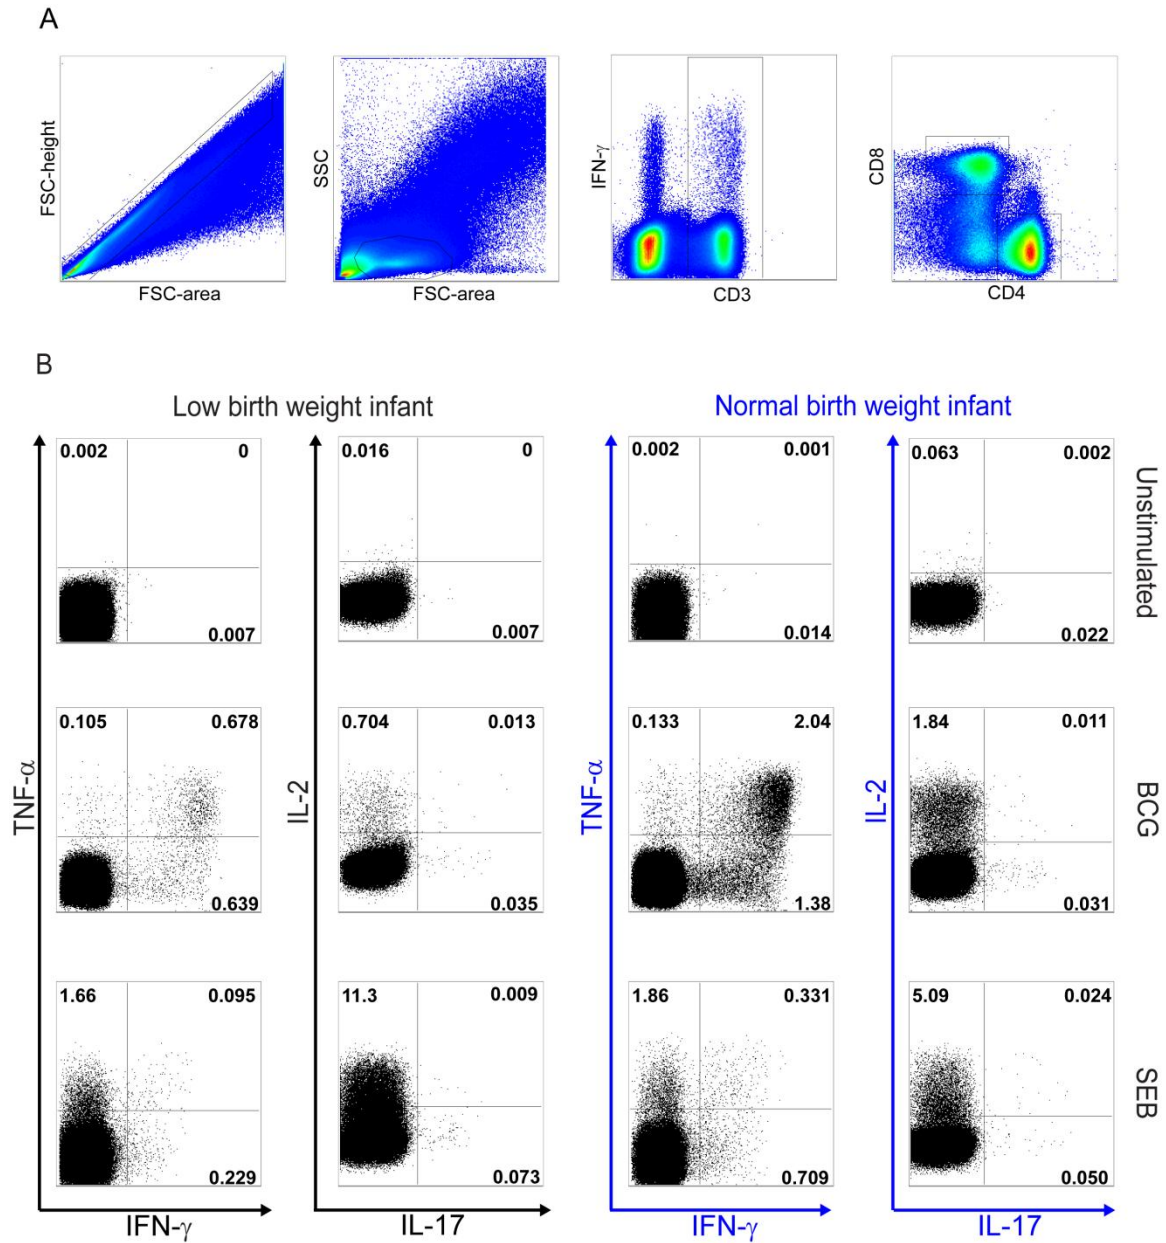 A
FSC-height
FSC-area
SSC
FSC-area
IFN-γ
CD3
CD8
CD4
B
Low birth weight infant
Normal birth weight infant
0.002 0
0.007
0.016 0
0.007
0.002 0.001
0.014
0.063 0.002
0.022
Unstimulated
0.105 0.678
0.639
0.704 0.013
0.035
0.133 2.04
1.38
1.84 0.011
0.031
BCG
TNF-α
IL-2
TNF-α
IL-2
1.66 0.095
0.229
11.3 0.009
0.073
1.86 0.331
0.709
5.09 0.024
0.050
SEB
IFN-γ
IL-17
IFN-γ
IL-17